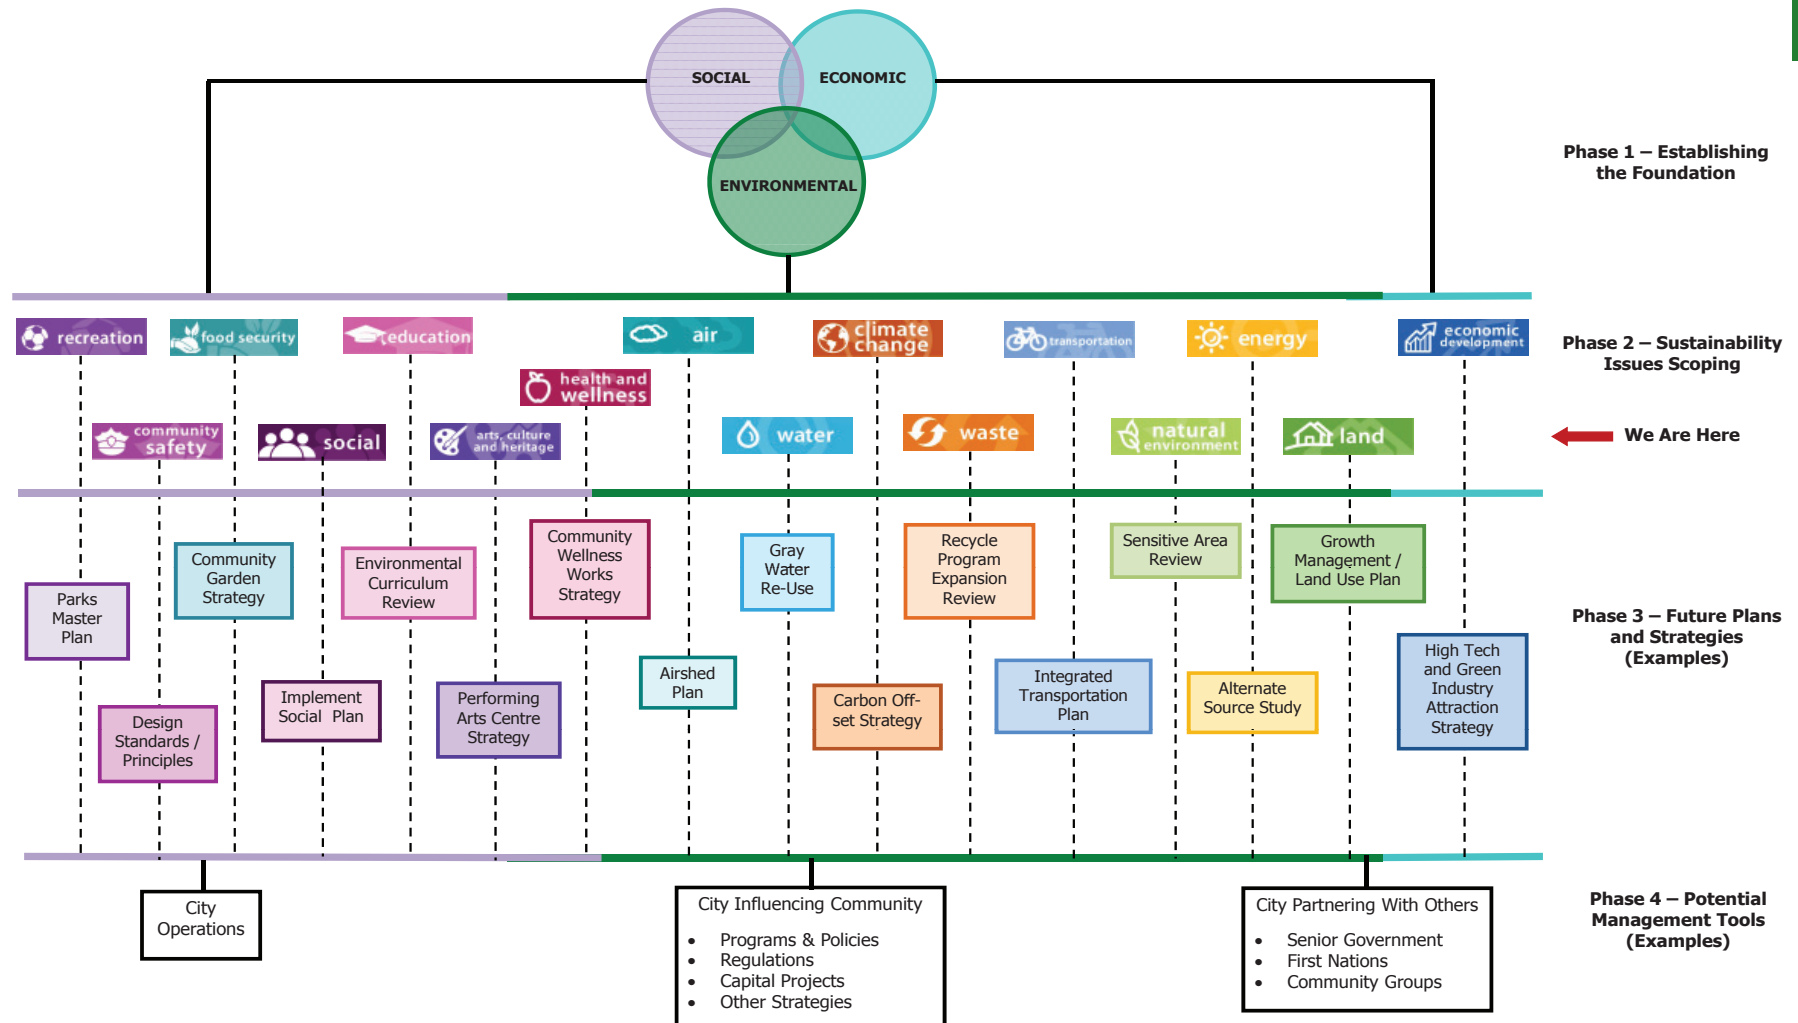 SOCIAL
ECONOMIC
ENVIRONMENTAL
Phase 1 – Establishing
the Foundation
recreation
food security
education
air
climate
change
transportation
energy
economic
development
Phase 2 – Sustainability
Issues Scoping
health and
wellness
community
safety
social
arts, culture
and heritage
water
waste
natural
environment
land
We Are Here
Parks
Master
Plan
Design
Standards /
Principles
Community
Garden
Strategy
Implement
Social Plan
Environmental
Curriculum
Review
Performing
Arts Centre
Strategy
Community
Wellness
Works
Strategy
Airshed
Plan
Gray
Water
Re-Use
Carbon Off-
set Strategy
Recycle
Program
Expansion
Review
Integrated
Transportation
Plan
Sensitive Area
Review
Alternate
Source Study
Growth
Management /
Land Use Plan
High Tech
and Green
Industry
Attraction
Strategy
Phase 3 – Future Plans
and Strategies
(Examples)
City
Operations
City Influencing Community
• Programs & Policies
• Regulations
• Capital Projects
• Other Strategies
City Partnering With Others
• Senior Government
• First Nations
• Community Groups
Phase 4 – Potential
Management Tools
(Examples)